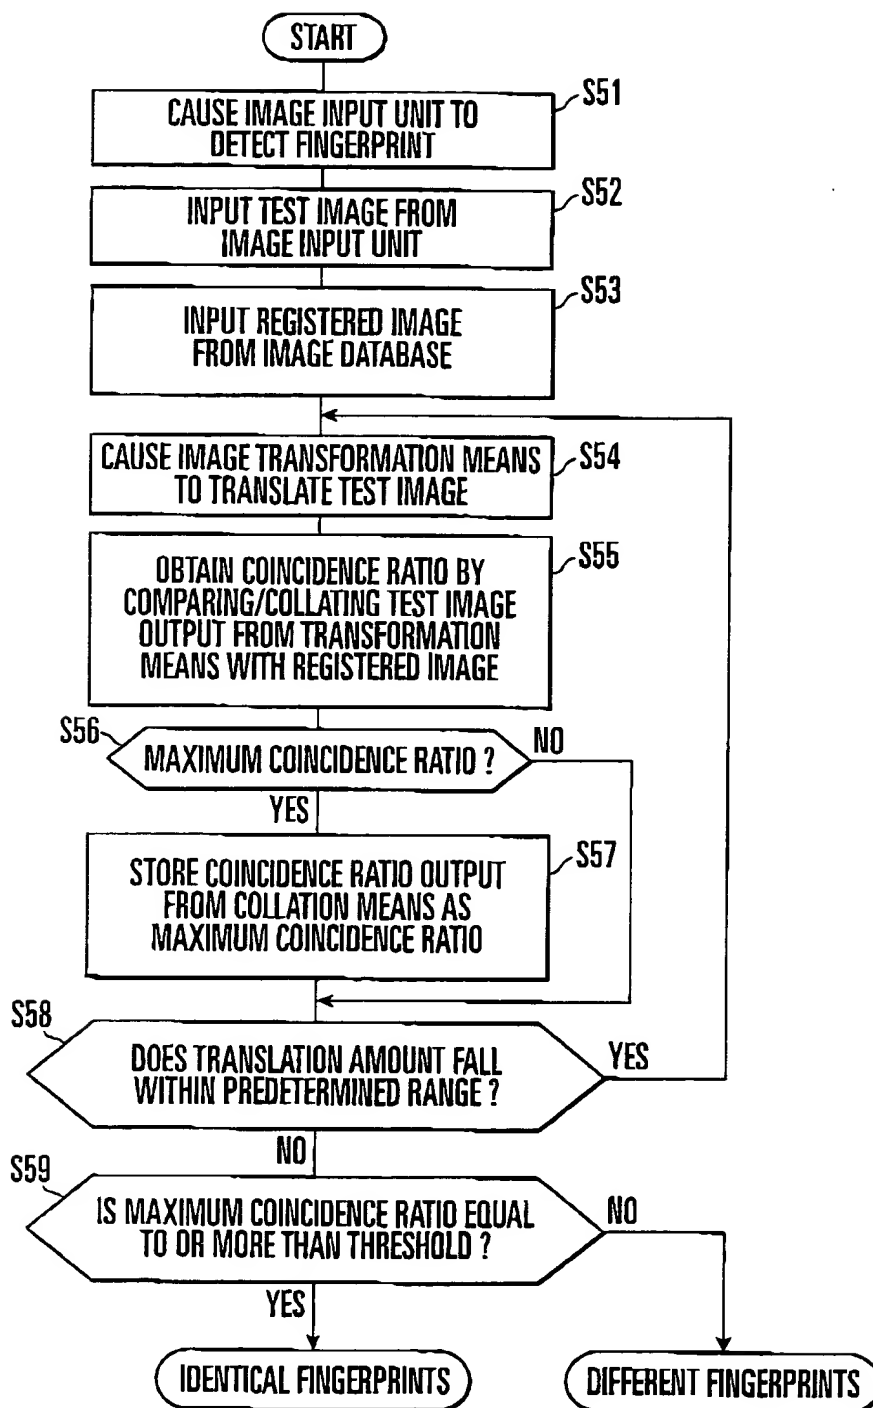 START
S51
CAUSE IMAGE INPUT UNIT TO
DETECT FINGERPRINT
S52
INPUT TEST IMAGE FROM
IMAGE INPUT UNIT
S53
INPUT REGISTERED IMAGE
FROM IMAGE DATABASE
CAUSE IMAGE TRANSFORMATION MEANS
TO TRANSLATE TEST IMAGE
S54
S55
OBTAIN COINCIDENCE RATIO BY
COMPARING/COLLATING TEST IMAGE
OUTPUT FROM TRANSFORMATION
MEANS WITH REGISTERED IMAGE
S56
MAXIMUM COINCIDENCE RATIO ?
NO
YES
S57
STORE COINCIDENCE RATIO OUTPUT
FROM COLLATION MEANS AS
MAXIMUM COINCIDENCE RATIO
S58
DOES TRANSLATION AMOUNT FALL
WITHIN PREDETERMINED RANGE ?
YES
NO
S59
IS MAXIMUM COINCIDENCE RATIO EQUAL
TO OR MORE THAN THRESHOLD ?
NO
YES
IDENTICAL FINGERPRINTS
DIFFERENT FINGERPRINTS